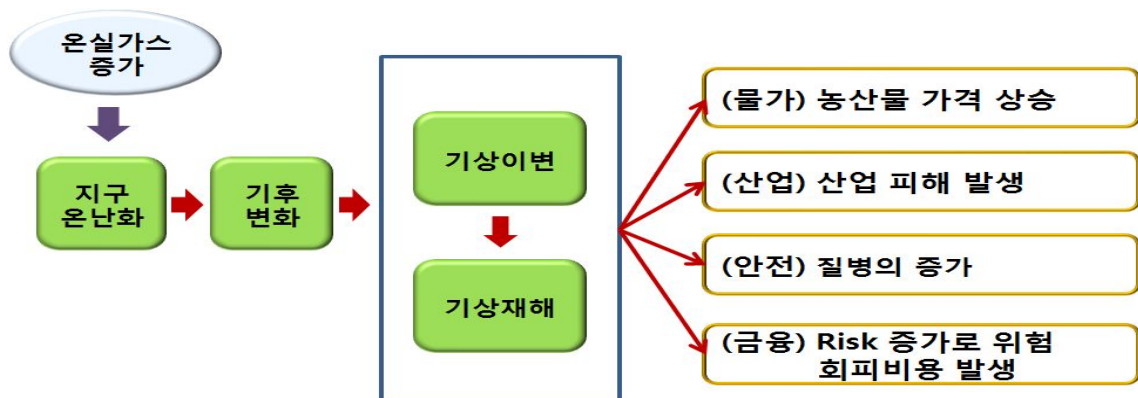 온실가스
증가
지구
온난화
기후
변화
기상이변
기상재해
(물가) 농산물 가격 상승
(산업) 산업 피해 발생
(안전) 질병의 증가
(금융) Risk 증가로 위험
회피비용 발생